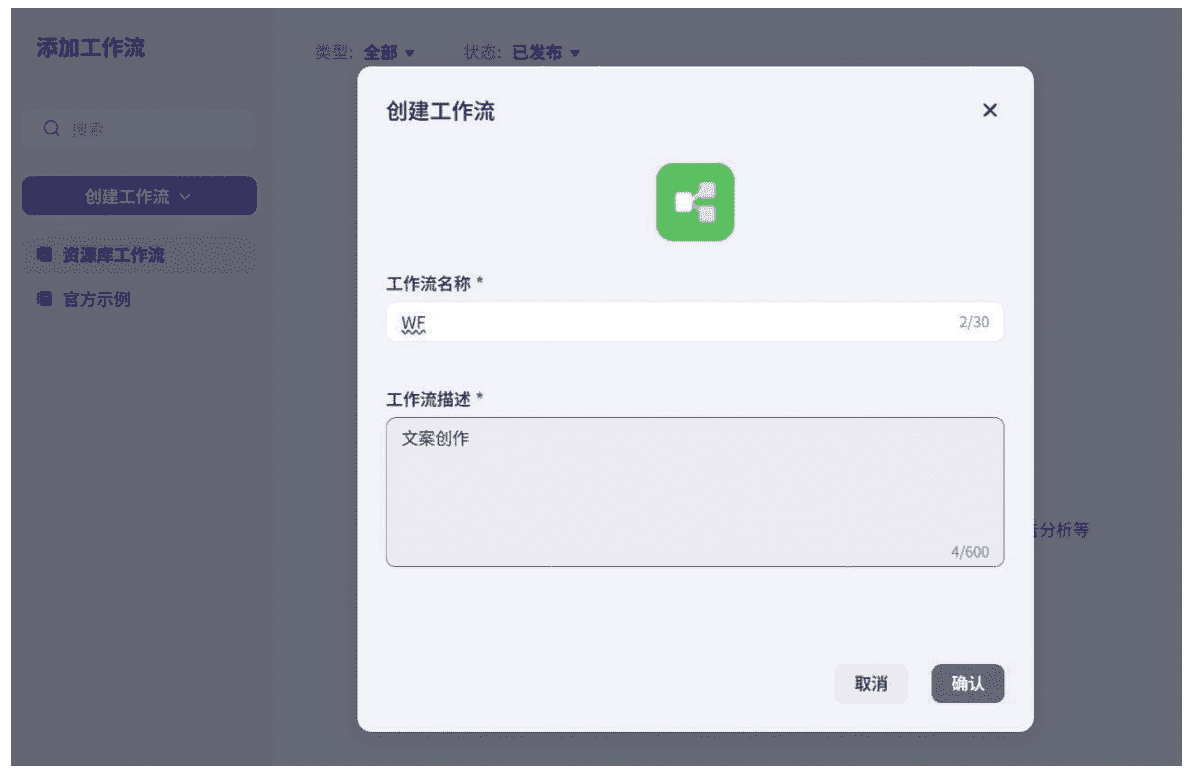 添加工作流
类型: 全部
状态: 已发布
搜索
创建工作流
资源库工作流
官方示例
创建工作流
工作流名称 *
WF
2/30
工作流描述 *
文案创作
4/600
分析等
取消
确认